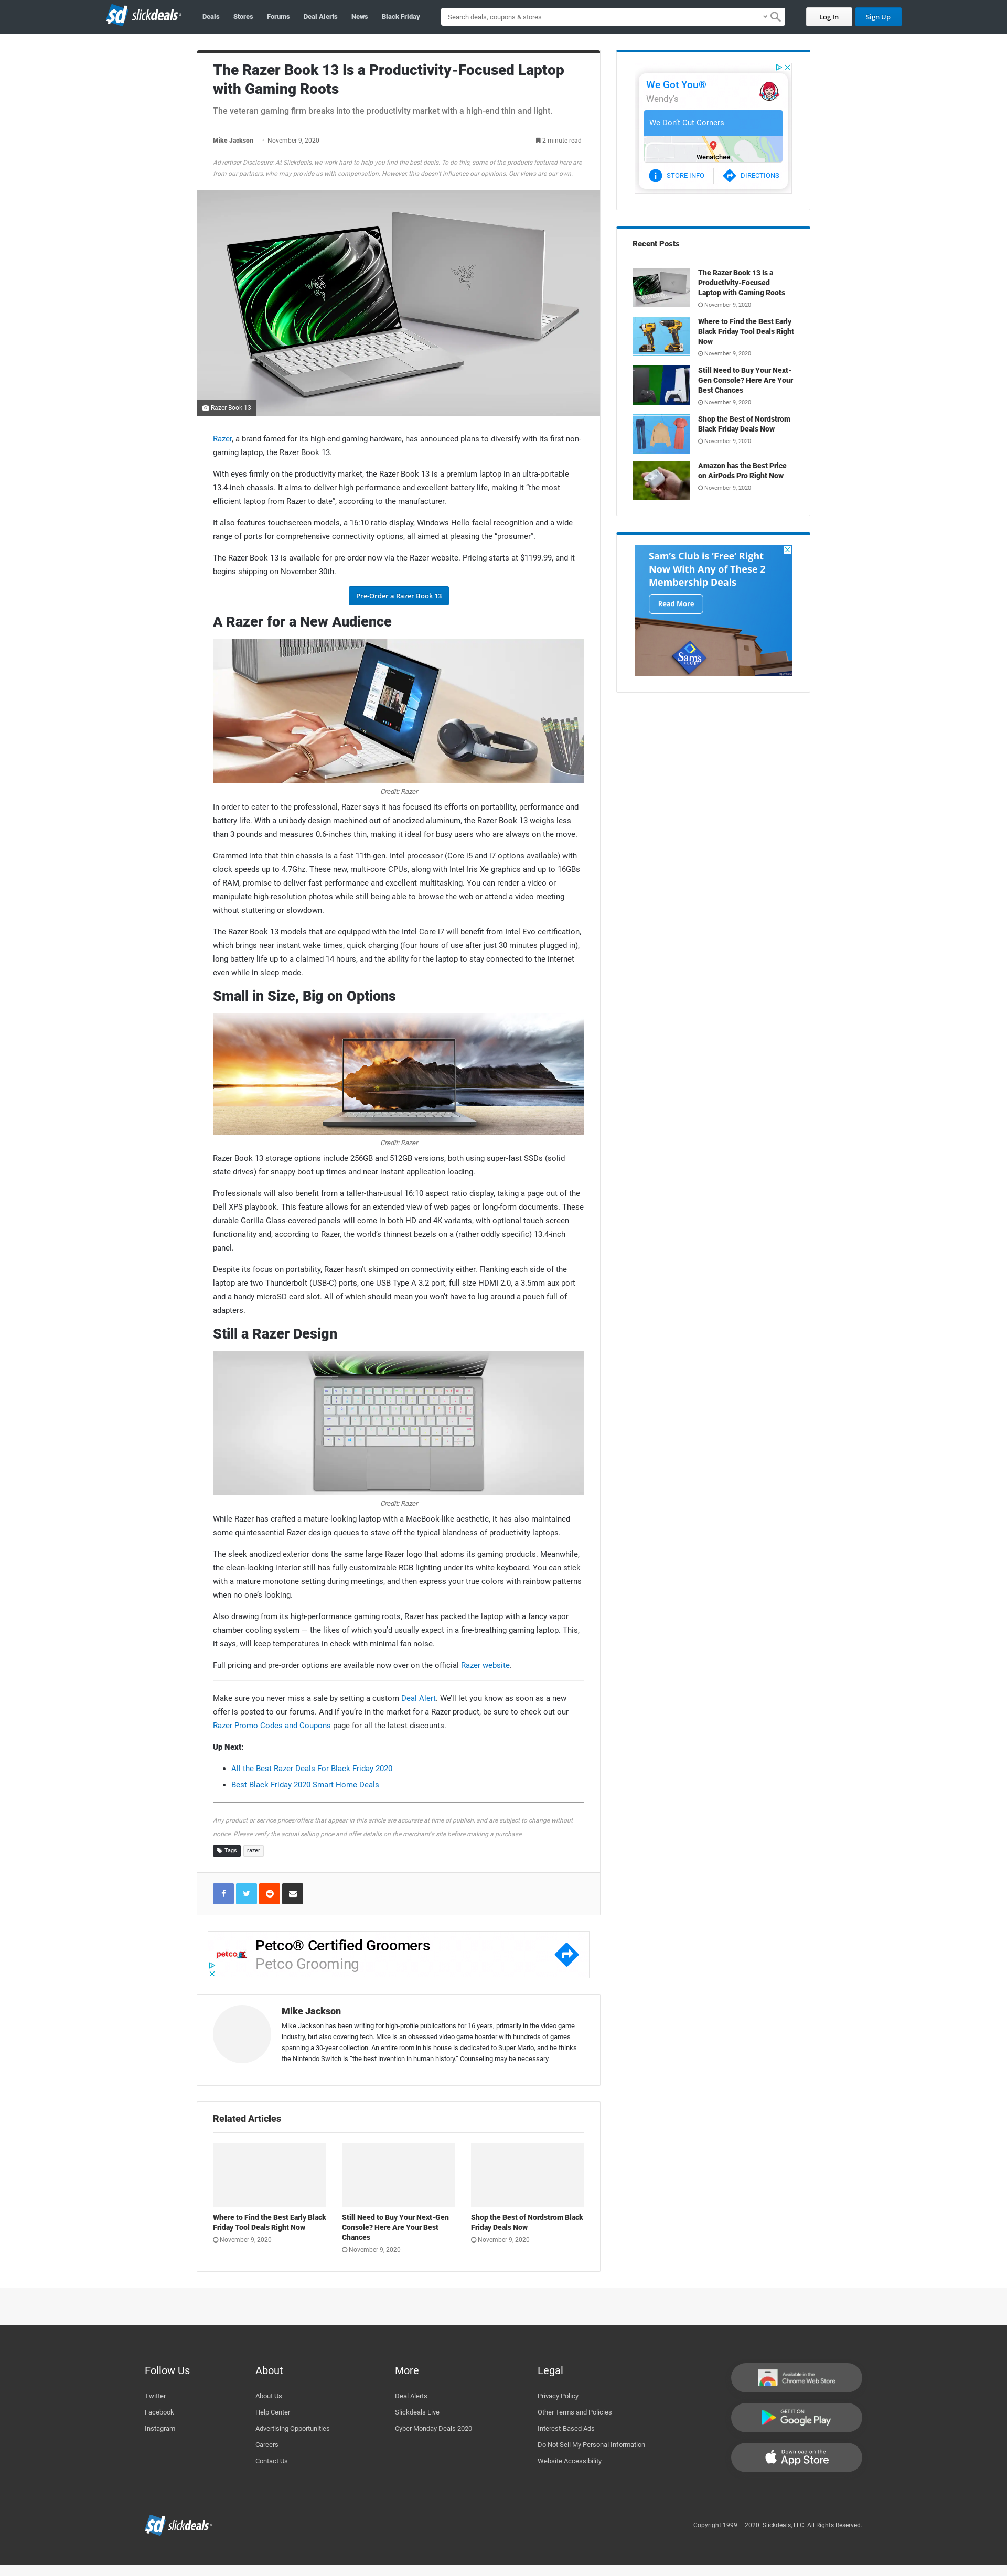 slickdeals
Deals Stores Forums Deal Alerts News Black Friday
Search deals, coupons & stores
Log In
Sign Up
The Razer Book 13 Is a Productivity-Focused Laptop
with Gaming Roots
The veteran gaming firm breaks into the productivity market with a high-end thin and light.
Mike Jackson - November 9, 2020
2 minute read
Advertiser Disclosure: At Slickdeals, we work hard to help you find the best deals. To do this, some of the products featured here are
from our partners, who may provide us with compensation. However, this doesn't influence our opinions. Our views are our own.
Razer Book 13
Razer, a brand famed for its high-end gaming hardware, has announced plans to diversify with its first non-
gaming laptop, the Razer Book 13.
With eyes firmly on the productivity market, the Razer Book 13 is a premium laptop in an ultra-portable
13.4-inch chassis. It aims to deliver high performance and excellent battery life, making it “the most
efficient laptop from Razer to date”, according to the manufacturer.
It also features touchscreen models, a 16:10 ratio display, Windows Hello facial recognition and a wide
range of ports for comprehensive connectivity options, all aimed at pleasing the “prosumer”.
The Razer Book 13 is available for pre-order now via the Razer website. Pricing starts at $1199.99, and it
begins shipping on November 30th.
Pre-Order a Razer Book 13
A Razer for a New Audience
Credit: Razer
In order to cater to the professional, Razer says it has focused its efforts on portability, performance and
battery life. With a unibody design machined out of anodized aluminum, the Razer Book 13 weighs less
than 3 pounds and measures 0.6-inches thin, making it ideal for busy users who are always on the move.
Crammed into that thin chassis is a fast 11th-gen. Intel processor (Core i5 and i7 options available) with
clock speeds up to 4.7Ghz. These new, multi-core CPUs, along with Intel Iris Xe graphics and up to 16GBs
of RAM, promise to deliver fast performance and excellent multitasking. You can render a video or
manipulate high-resolution photos while still being able to browse the web or attend a video meeting
without stuttering or slowdown.
The Razer Book 13 models that are equipped with the Intel Core i7 will benefit from Intel Evo certification,
which brings near instant wake times, quick charging (four hours of use after just 30 minutes plugged in),
long battery life up to a claimed 14 hours, and the ability for the laptop to stay connected to the internet
even while in sleep mode.
Small in Size, Big on Options
Credit: Razer
Razer Book 13 storage options include 256GB and 512GB versions, both using super-fast SSDs (solid
state drives) for snappy boot up times and near instant application loading.
Professionals will also benefit from a taller-than-usual 16:10 aspect ratio display, taking a page out of the
Dell XPS playbook. This feature allows for an extended view of web pages or long-form documents. These
durable Gorilla Glass-covered panels will come in both HD and 4K variants, with optional touch screen
functionality and, according to Razer, the world’s thinnest bezels on a (rather oddly specific) 13.4-inch
panel.
Despite its focus on portability, Razer hasn’t skimped on connectivity either. Flanking each side of the
laptop are two Thunderbolt (USB-C) ports, one USB Type A 3.2 port, full size HDMI 2.0, a 3.5mm aux port
and a handy microSD card slot. All of which should mean you won’t have to lug around a pouch full of
adapters.
Still a Razer Design
Credit: Razer
While Razer has crafted a mature-looking laptop with a MacBook-like aesthetic, it has also maintained
some quintessential Razer design queues to stave off the typical blandness of productivity laptops.
The sleek anodized exterior dons the same large Razer logo that adorns its gaming products. Meanwhile,
the clean-looking interior still has fully customizable RGB lighting under its white keyboard. You can stick
with a mature monotone setting during meetings, and then express your true colors with rainbow patterns
when no one’s looking.
Also drawing from its high-performance gaming roots, Razer has packed the laptop with a fancy vapor
chamber cooling system — the likes of which you’d usually expect in a fire-breathing gaming laptop. This,
it says, will keep temperatures in check with minimal fan noise.
Full pricing and pre-order options are available now over on the official Razer website.
Make sure you never miss a sale by setting a custom Deal Alert. We’ll let you know as soon as a new
offer is posted to our forums. And if you’re in the market for a Razer product, be sure to check out our
Razer Promo Codes and Coupons page for all the latest discounts.
Up Next:
All the Best Razer Deals For Black Friday 2020
Best Black Friday 2020 Smart Home Deals
Any product or service prices/offers that appear in this article are accurate at time of publish, and are subject to change without
notice. Please verify the actual selling price and offer details on the merchant's site before making a purchase.
Tags razer
petco
Petco® Certified Groomers
Petco Grooming
Mike Jackson
Mike Jackson has been writing for high-profile publications for 16 years, primarily in the video game
industry, but also covering tech. Mike is an obsessed video game hoarder with hundreds of games
spanning a 30-year collection. An entire room in his house is dedicated to Super Mario, and he thinks
the Nintendo Switch is “the best invention in human history.” Counseling may be necessary.
Related Articles
Where to Find the Best Early Black
Friday Tool Deals Right Now
November 9, 2020
Still Need to Buy Your Next-Gen
Console? Here Are Your Best
Chances
November 9, 2020
Shop the Best of Nordstrom Black
Friday Deals Now
November 9, 2020
We Got You®
Wendy's
We Don't Cut Corners
Wenatchee
STORE INFO
DIRECTIONS
Recent Posts
The Razer Book 13 Is a
Productivity-Focused
Laptop with Gaming Roots
November 9, 2020
Where to Find the Best Early
Black Friday Tool Deals Right
Now
November 9, 2020
Still Need to Buy Your Next-
Gen Console? Here Are Your
Best Chances
November 9, 2020
Shop the Best of Nordstrom
Black Friday Deals Now
November 9, 2020
Amazon has the Best Price
on AirPods Pro Right Now
November 9, 2020
Sam's Club is 'Free' Right
Now With Any of These 2
Membership Deals
Read More
Sam's
Follow Us
Twitter
Facebook
Instagram
About
About Us
Help Center
Advertising Opportunities
Careers
Contact Us
More
Deal Alerts
Slickdeals Live
Cyber Monday Deals 2020
Legal
Privacy Policy
Other Terms and Policies
Interest-Based Ads
Do Not Sell My Personal Information
Website Accessibility
Available in the
Chrome Web Store
GET IT ON
Google Play
Download on the
App Store
slickdeals
Copyright 1999 – 2020. Slickdeals, LLC. All Rights Reserved.